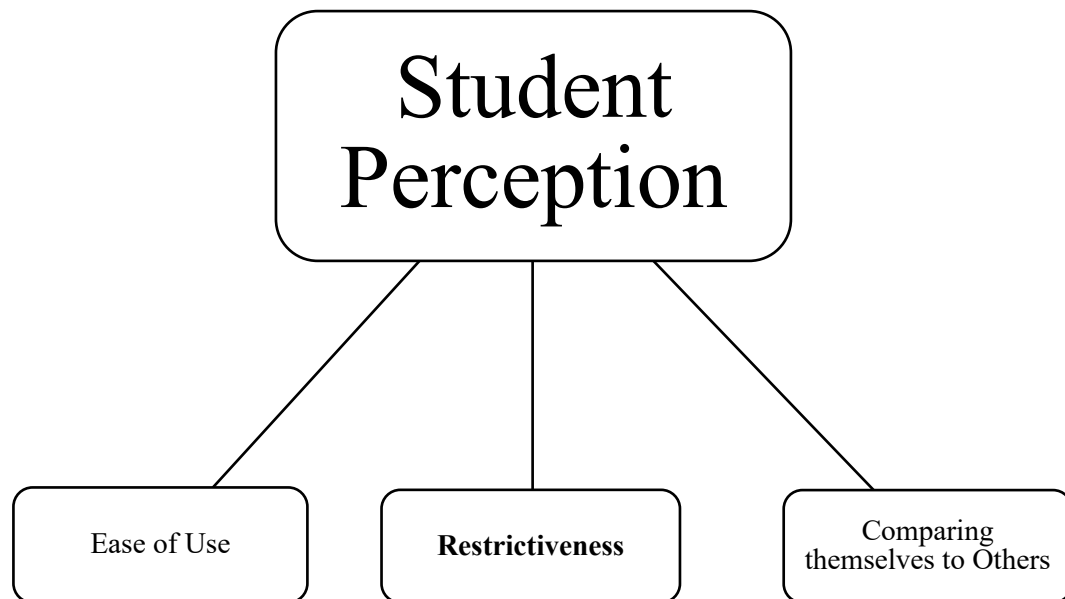 Student
Perception
Ease of Use
Restrictiveness
Comparing
themselves to Others